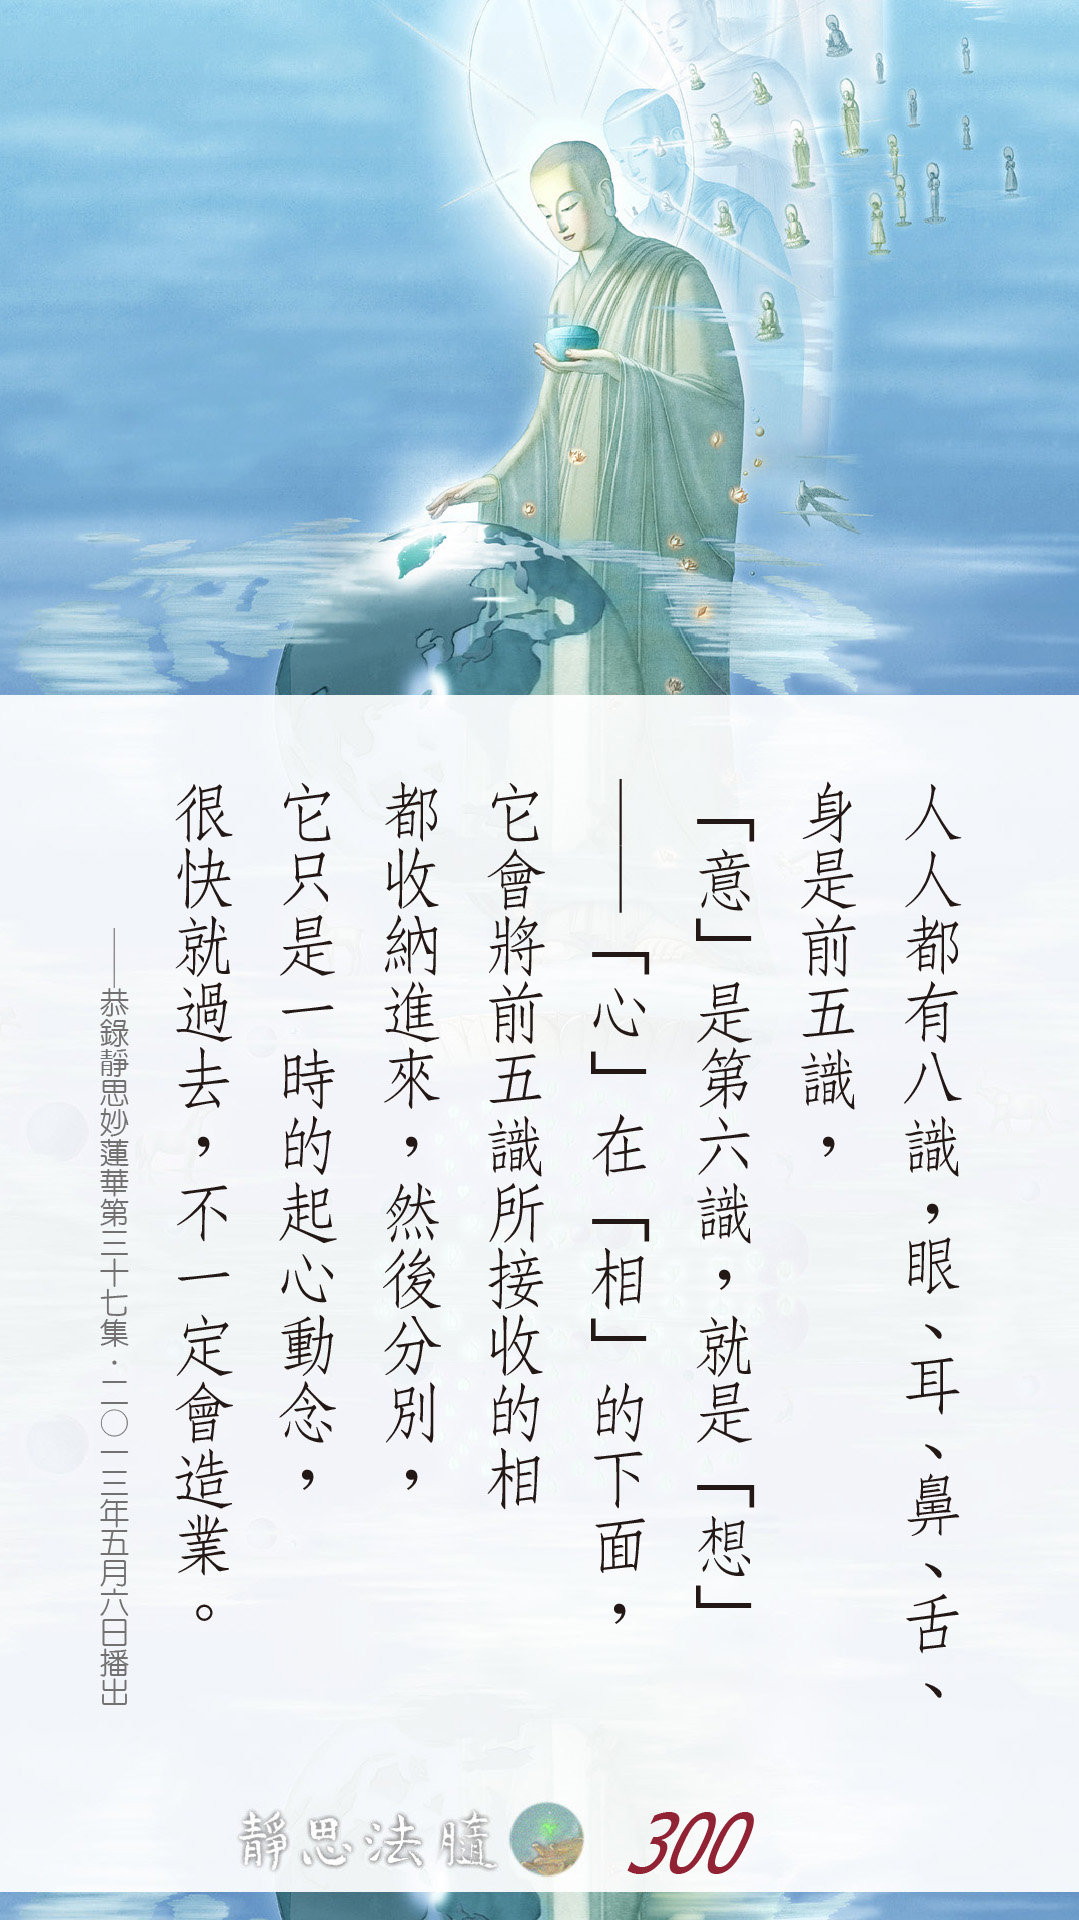 人人都有八識，眼、耳、鼻、舌、
身是前五識，
「意」是第六識，就是「想」
——「心」在「相」的下面，
它會將前五識所接收的相
都收納進來，然後分別，
它只是一時的起心動念，
很快就過去，不一定會造業。
——恭錄靜思妙蓮華第三十七集．二〇一三年五月六日播出
靜思法髓
300